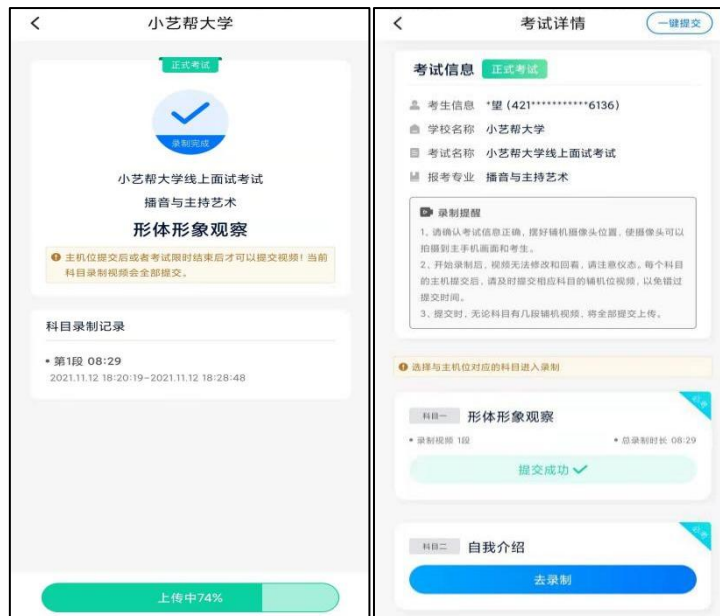 小艺帮大学
正式考试
录制完成
小艺帮大学线上面试考试
播音与主持艺术
形体形象观察
主机位提交后或者考试限时结束后才可以提交视频！当前
科目录制视频会全部提交。
科目录制记录
• 第1段 08:29
2021.11.12 18:20:19~2021.11.12 18:28:48
上传中74%
考试详情
一键提交
考试信息 正式考试
考生信息 *望 (421***********6136)
学校名称 小艺帮大学
考试名称 小艺帮大学线上面试考试
报考专业 播音与主持艺术
录制提醒
1、请确认考试信息正确，摆好辅机摄像头位置，使摄像头可以
拍摄到主手机画面和考生。
2、开始录制后，视频无法修改和回看，请注意仪态。每个科目
的主机提交后，请及时提交相应科目的辅机位视频，以免错过
提交时间。
3、提交时，无论科目有几段辅机视频，将全部提交上传。
选择与主机位对应的科目进入录制
必考
科目一 形体形象观察
• 录制视频 1段 • 总录制时长 08:29
提交成功
必考
科目二 自我介绍
去录制